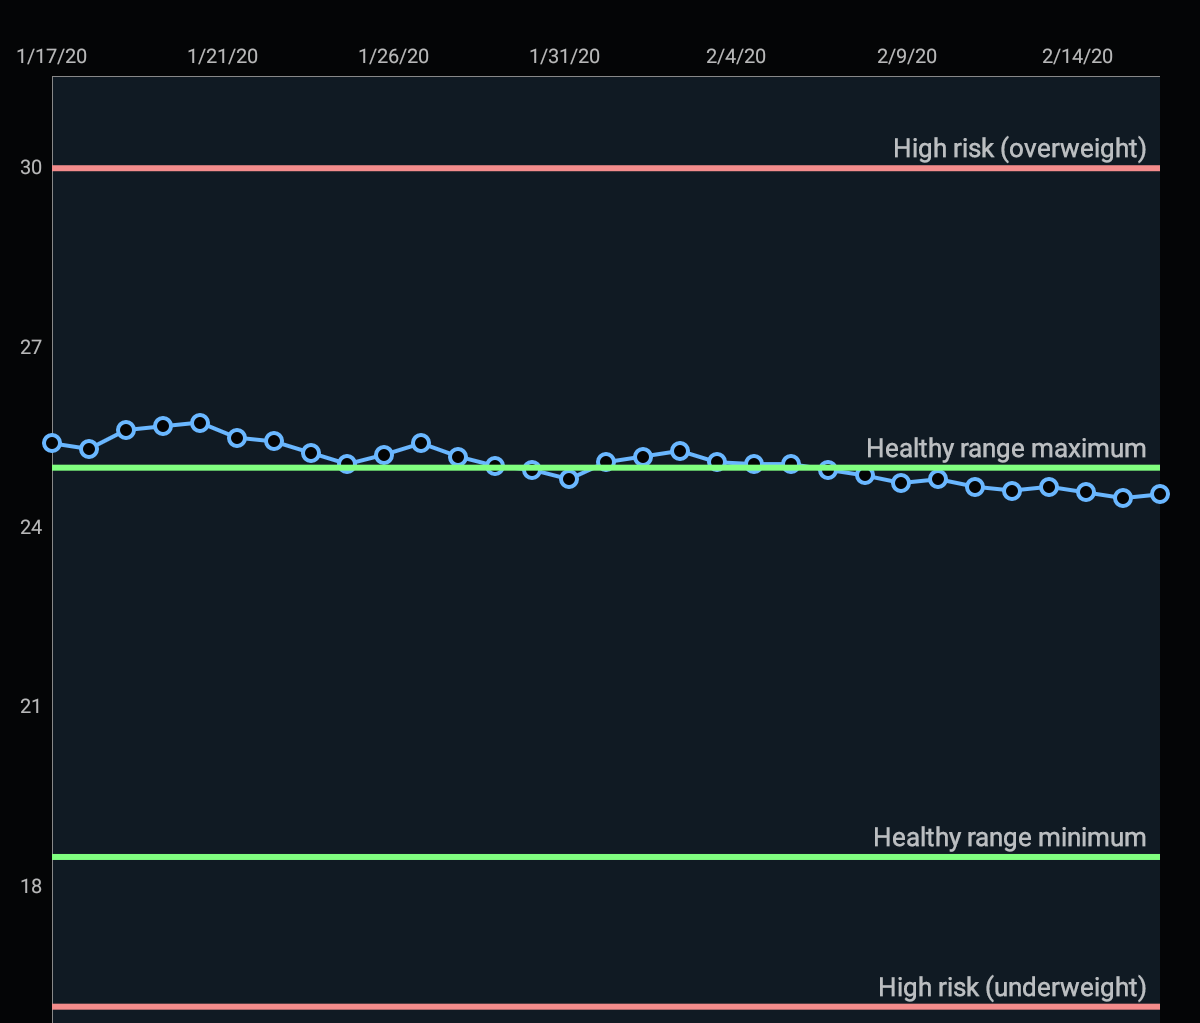 1/17/20 1/21/20 1/26/20 1/31/20 2/4/20 2/9/20 2/14/20
High risk (overweight)
30
27
Healthy range maximum
24
21
Healthy range minimum
18
High risk (underweight)